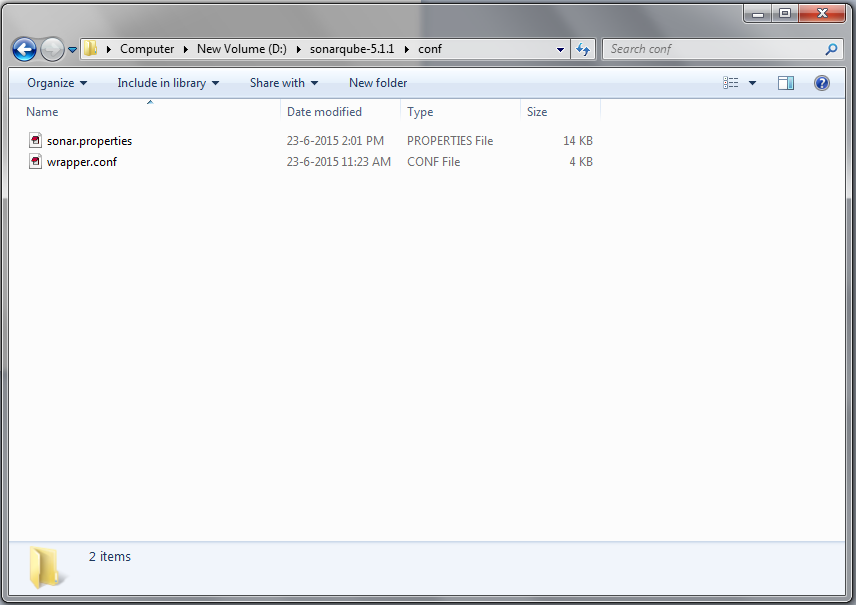 Computer New Volume (D:) sonarqube-5.1.1 conf Search conf
Organize Include in library Share with New folder
Name Date modified Type Size
sonar.properties 23-6-2015 2:01 PM PROPERTIES File 14 KB
wrapper.conf 23-6-2015 11:23 AM CONF File 4 KB
2 items